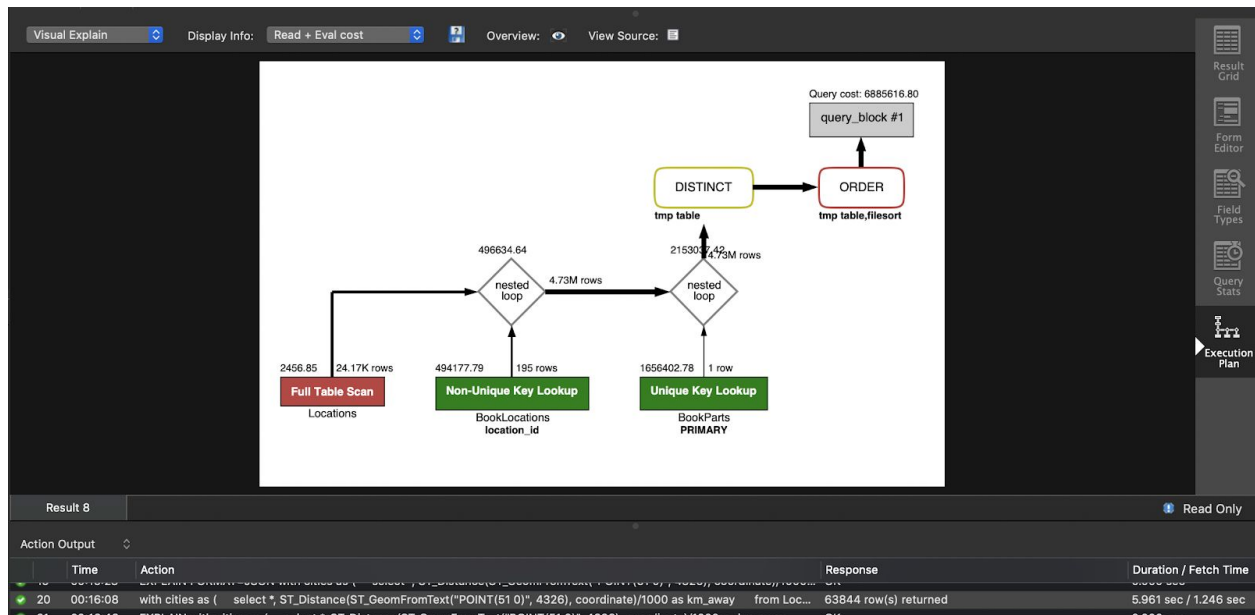 Visual Explain Display Info: Read + Eval cost Overview: View Source:
Result
Grid
Form
Editor
Field
Types
Query
Stats
Execution
Plan
Query cost: 6885616.80
query_block #1
DISTINCT
ORDER
tmp table
tmp table,filesort
496634.64
2153037.42
4.73M rows
4.73M rows
nested
loop
nested
loop
2456.85 24.17K rows
494177.79 195 rows
1656402.78 1 row
Full Table Scan
Non-Unique Key Lookup
Unique Key Lookup
Locations
BookLocations
location_id
BookParts
PRIMARY
Result 8
Read Only
Action Output
Time Action Response Duration / Fetch Time
20 00:16:08 with cities as ( select *, ST_Distance(ST_GeomFromText("POINT(51 0)", 4326), coordinate)/1000 as km_away from Loc... 63844 row(s) returned 5.961 sec / 1.246 sec